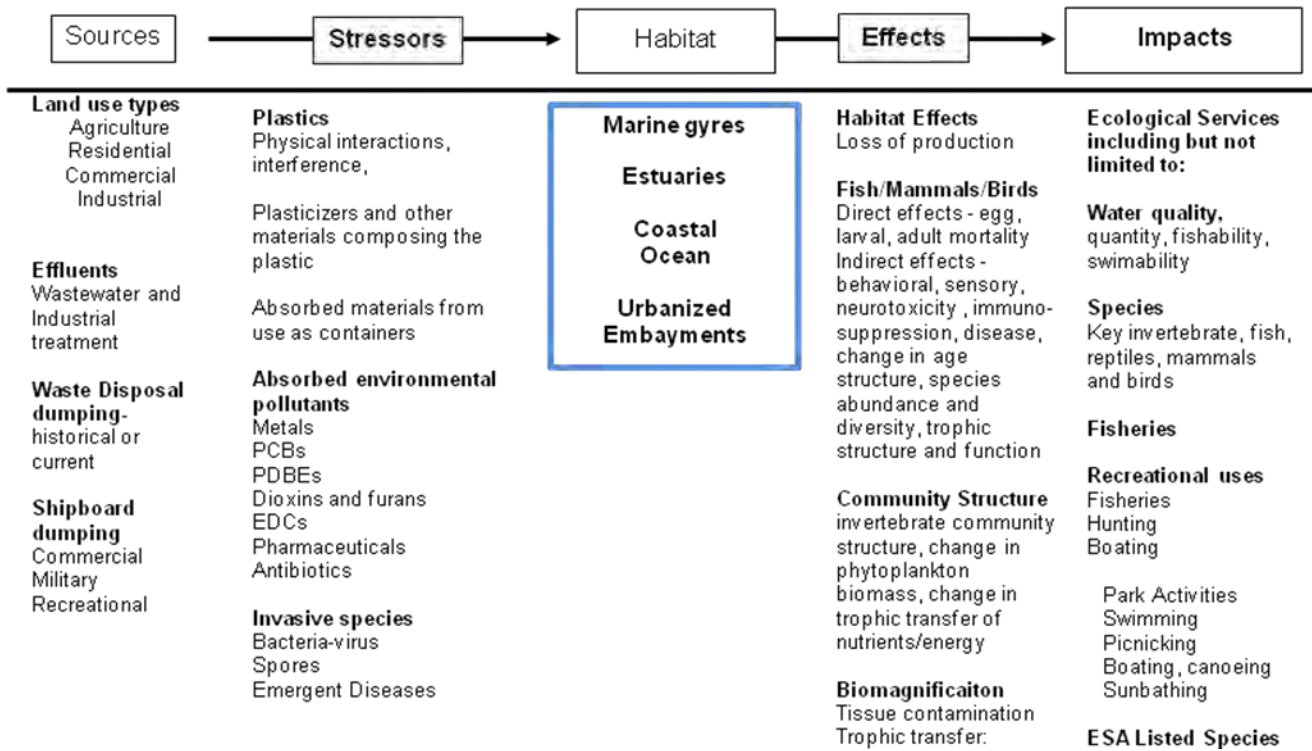 Sources
Stressors
Habitat
Effects
Impacts
Land use types
Agriculture
Residential
Commercial
Industrial
Effluents
Wastewater and
Industrial
treatment
Waste Disposal
dumping-
historical or
current
Shipboard
dumping
Commercial
Military
Recreational
Plastics
Physical interactions,
interference,
Plasticizers and other
materials composing the
plastic
Absorbed materials from
use as containers
Absorbed environmental
pollutants
Metals
PCBs
PDBEs
Dioxins and furans
EDCs
Pharmaceuticals
Antibiotics
Invasive species
Bacteria-virus
Spores
Emergent Diseases
Marine gyres
Estuaries
Coastal
Ocean
Urbanized
Embayments
Habitat Effects
Loss of production
Fish/Mammals/Birds
Direct effects - egg,
larval, adult mortality
Indirect effects -
behavioral, sensory,
neurotoxicity , immuno-
suppression, disease,
change in age
structure, species
abundance and
diversity, trophic
structure and function
Community Structure
invertebrate community
structure, change in
phytoplankton
biomass, change in
trophic transfer of
nutrients/energy
Biomagnificaiton
Tissue contamination
Trophic transfer:
Ecological Services
including but not
limited to:
Water quality,
quantity, fishability,
swimability
Species
Key invertebrate, fish,
reptiles, mammals
and birds
Fisheries
Recreational uses
Fisheries
Hunting
Boating
Park Activities
Swimming
Picnicking
Boating, canoeing
Sunbathing
ESA Listed Species